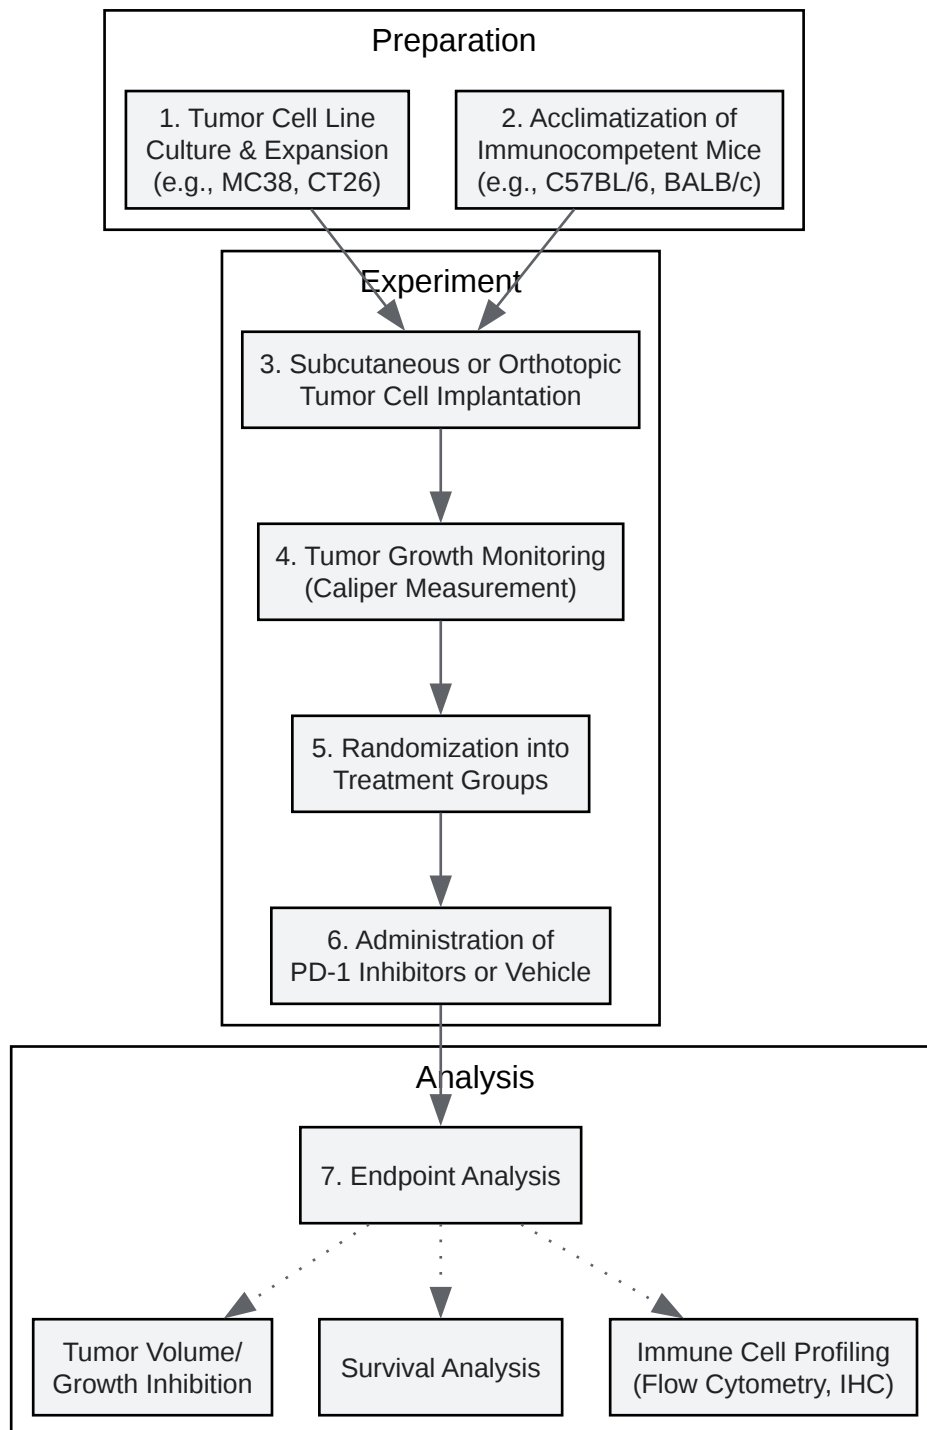 Preparation
1. Tumor Cell Line
Culture & Expansion
(e.g., MC38, CT26)
2. Acclimatization of
Immunocompetent Mice
(e.g., C57BL/6, BALB/c)
Experiment
3. Subcutaneous or Orthotopic
Tumor Cell Implantation
4. Tumor Growth Monitoring
(Caliper Measurement)
5. Randomization into
Treatment Groups
6. Administration of
PD-1 Inhibitors or Vehicle
Analysis
7. Endpoint Analysis
Tumor Volume/
Growth Inhibition
Survival Analysis
Immune Cell Profiling
(Flow Cytometry, IHC)